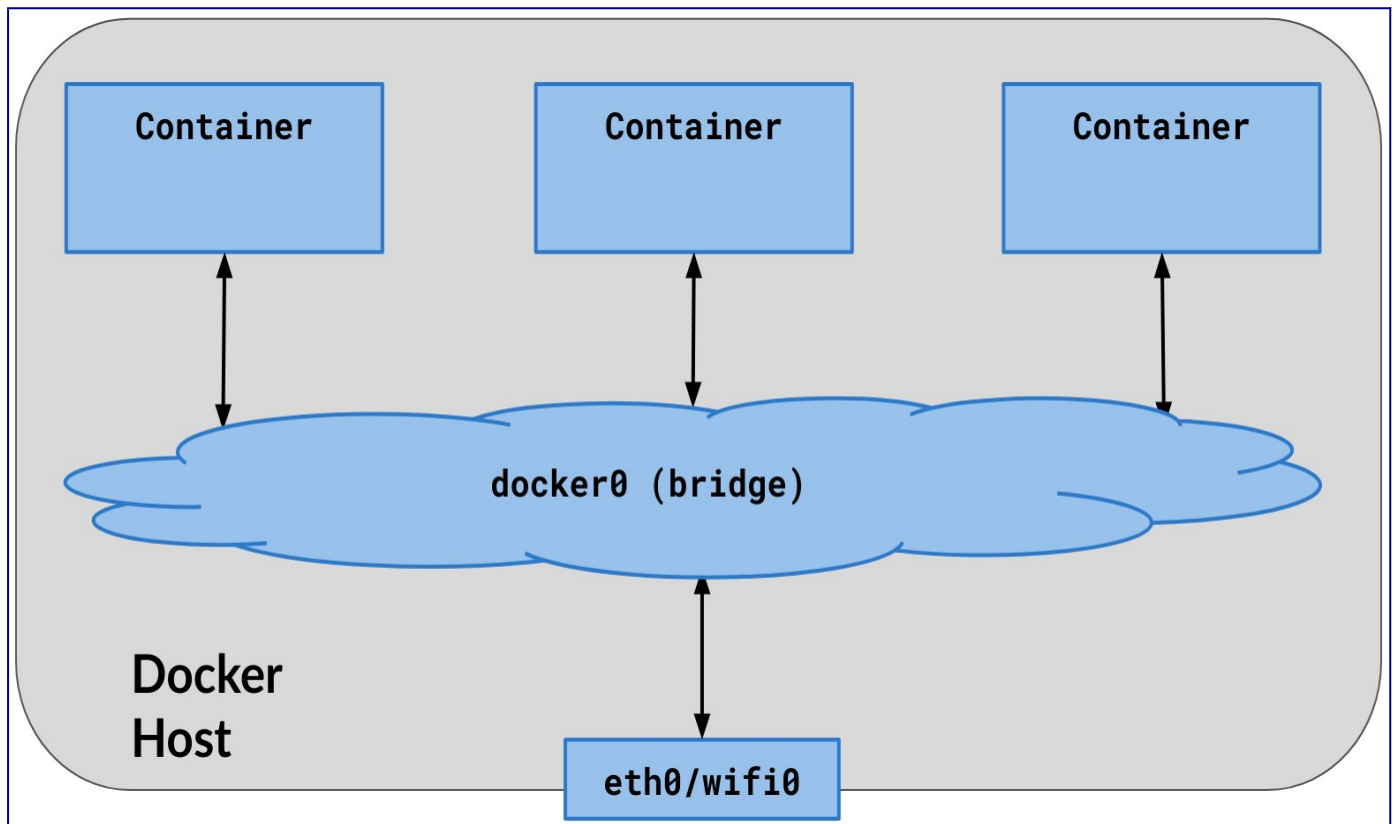 Container
Container
Container
docker0 (bridge)
Docker
Host
eth0/wifi0